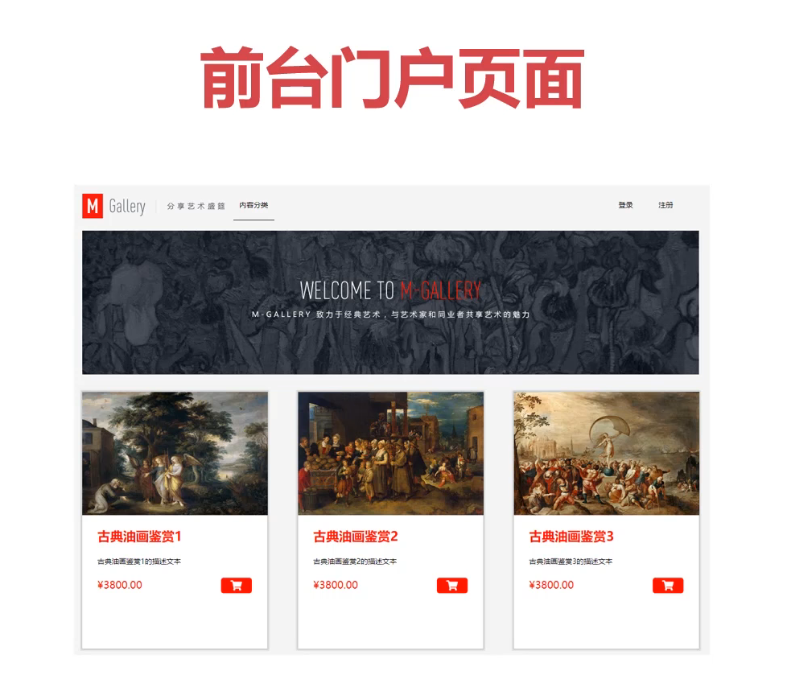 前台门户页面
M Gallery 分享艺术盛筵 内容分类 登录 注册
WELCOME TO M-GALLERY
M-GALLERY 致力于经典艺术，与艺术家和同业者共享艺术的魅力
古典油画鉴赏1 古典油画鉴赏2 古典油画鉴赏3
古典油画鉴赏1的描述文本 古典油画鉴赏2的描述文本 古典油画鉴赏3的描述文本
¥3800.00 ¥3800.00 ¥3800.00